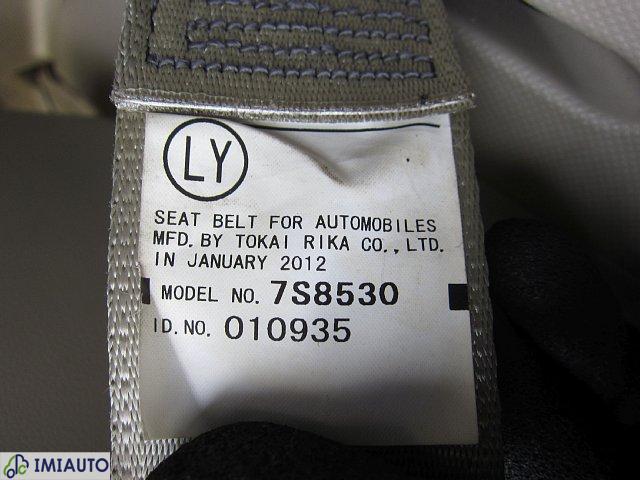 LY
SEAT BELT FOR AUTOMOBILES
MFD. BY TOKAI RIKA CO., LTD.
IN JANUARY 2012
MODEL NO. 7S8530
I.D. NO. 010935
IMIAUTO